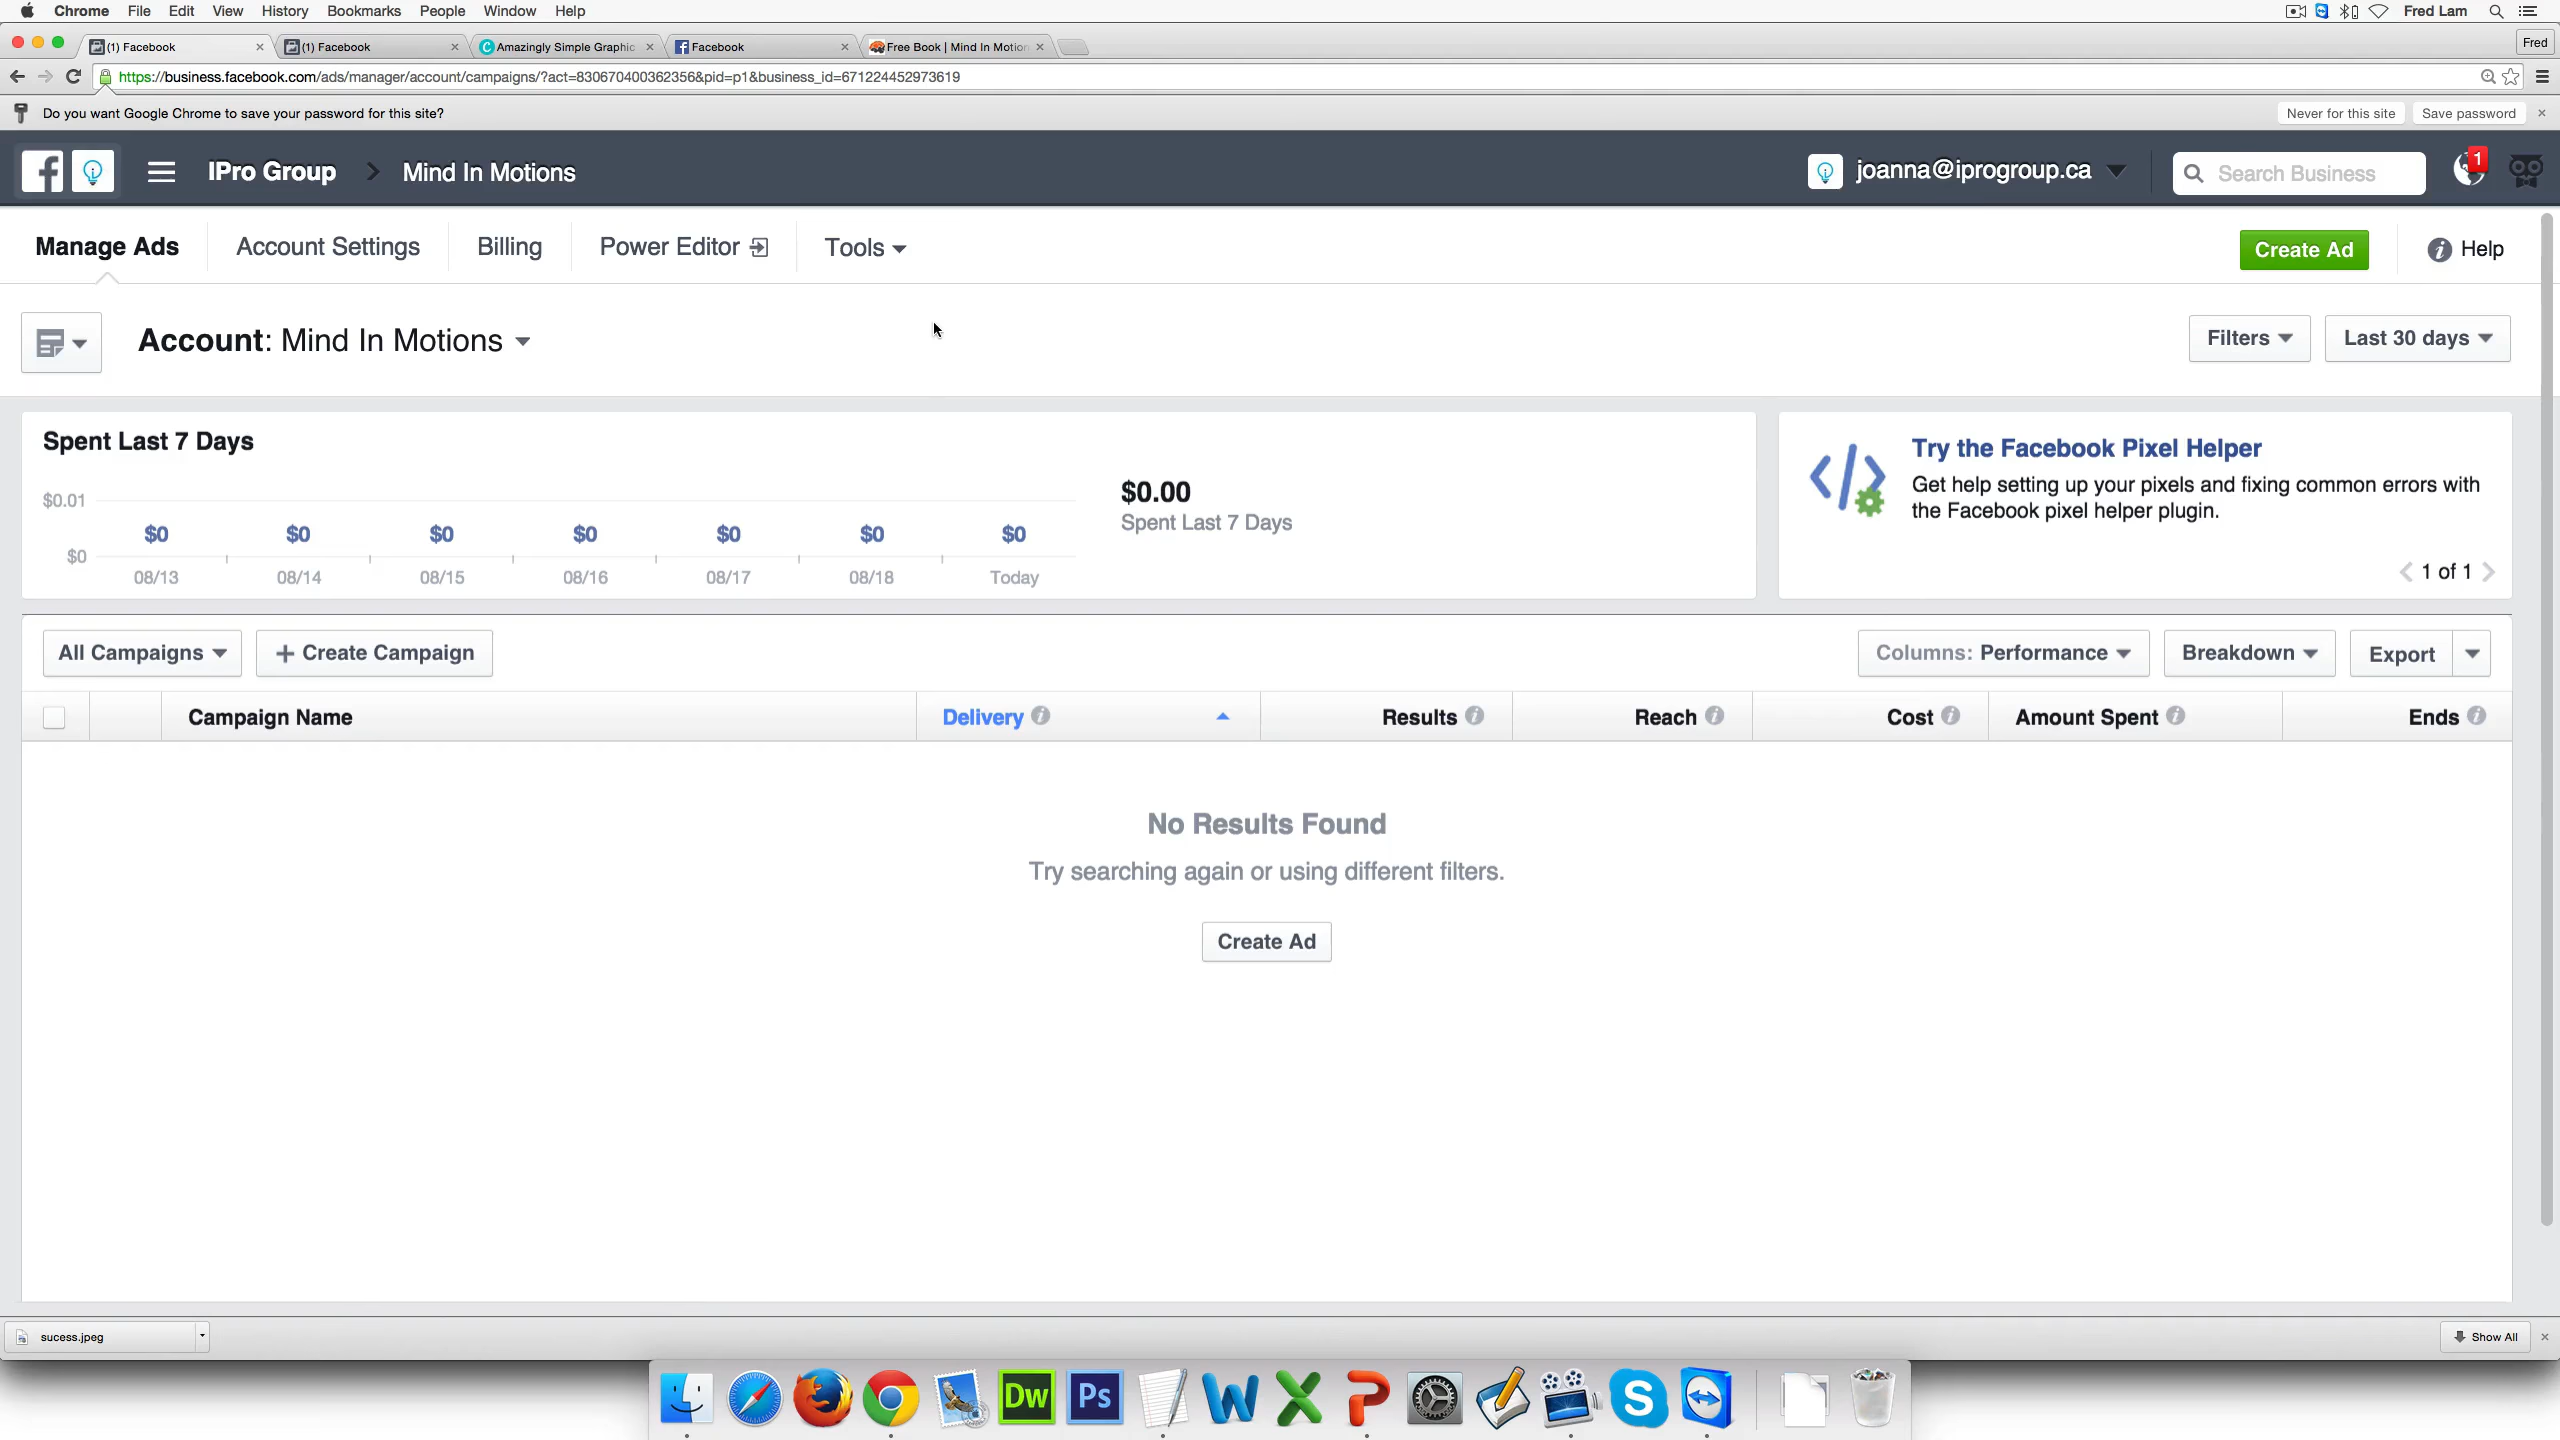 Chrome File Edit View History Bookmarks People Window Help Fred Lam
(1) Facebook (1) Facebook Amazingly Simple Graphic Facebook Free Book | Mind In Motion Fred
https://business.facebook.com/ads/manager/account/campaigns/?act=830670400362356&pid=p1&business_id=671224452973619
Do you want Google Chrome to save your password for this site? Never for this site Save password
IPro Group > Mind In Motions joanna@iprogroup.ca Search Business 1
Manage Ads Account Settings Billing Power Editor Tools Create Ad Help
Account: Mind In Motions Filters Last 30 days
Spent Last 7 Days
$0.01
$0
$0 $0 $0 $0 $0 $0 $0
08/13 08/14 08/15 08/16 08/17 08/18 Today
$0.00
Spent Last 7 Days
Try the Facebook Pixel Helper
Get help setting up your pixels and fixing common errors with
the Facebook pixel helper plugin.
1 of 1
All Campaigns + Create Campaign Columns: Performance Breakdown Export
Campaign Name Delivery Results Reach Cost Amount Spent Ends
No Results Found
Try searching again or using different filters.
Create Ad
sucess.jpeg Show All
Dw Ps